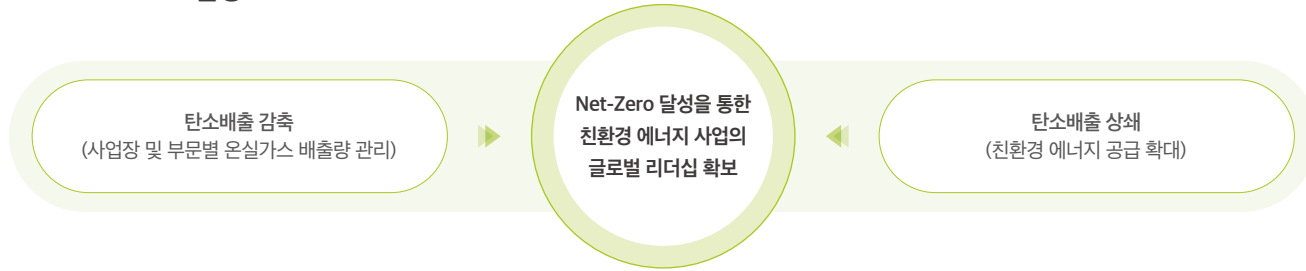 탄소배출 감축
(사업장 및 부문별 온실가스 배출량 관리)
Net-Zero 달성을 통한
친환경 에너지 사업의
글로벌 리더십 확보
탄소배출 상쇄
(친환경 에너지 공급 확대)